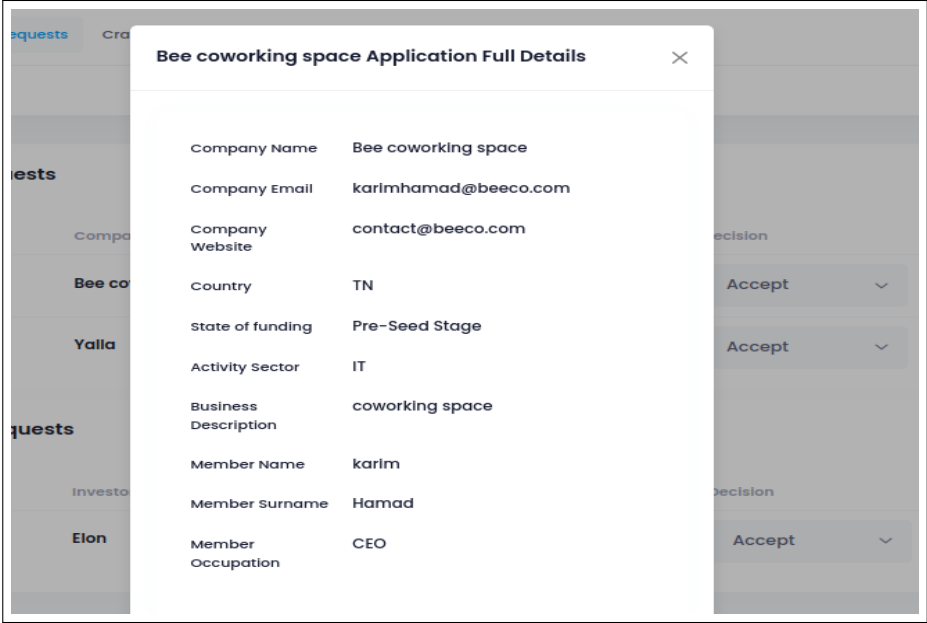 equests Cra
Bee coworking space Application Full Details
Company Name Bee coworking space
ests
Company Email karimhamad@beeco.com
Compa
Company Website contact@beeco.com
ecision
Bee co
Country TN
Accept
State of funding Pre-Seed Stage
Yalla
Accept
Activity Sector IT
Business Description coworking space
quests
Member Name karim
Investo
Member Surname Hamad
Decision
Elon
Member Occupation CEO
Accept